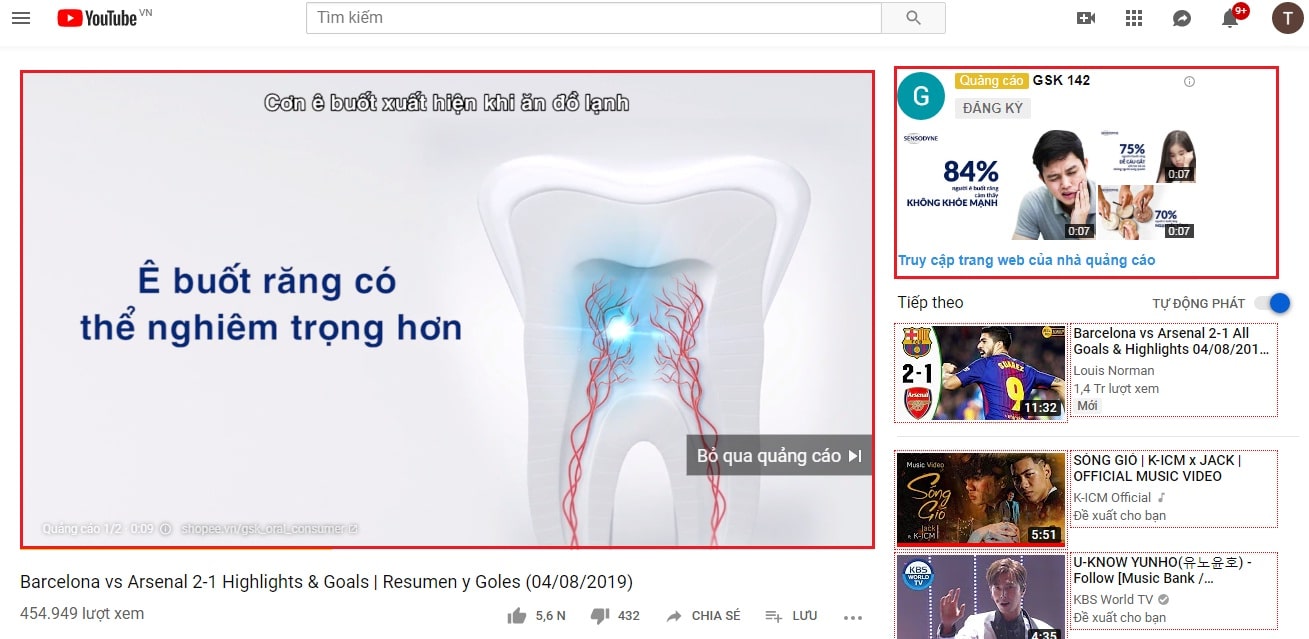 YouTube VN
Tìm kiếm
9+
T
Cơn ê buốt xuất hiện khi ăn đồ lạnh
Ê buốt răng có
thể nghiêm trọng hơn
Bỏ qua quảng cáo
Quảng cáo 1/2 · 0:09
shopee.vn/gsk_oral_consumer
Barcelona vs Arsenal 2-1 Highlights & Goals | Resumen y Goles (04/08/2019)
454.949 lượt xem
5,6 N
432
CHIA SẺ
LƯU
G
Quảng cáo GSK 142
ĐĂNG KÝ
SENSODYNE
84%
người ê buốt răng
cảm thấy
KHÔNG KHỎE MẠNH
0:07
75%
DỄ CÁU GẮT
0:07
70%
0:07
Truy cập trang web của nhà quảng cáo
Tiếp theo
TỰ ĐỘNG PHÁT
2-1
Arsenal
SUÁREZ
9
11:32
Barcelona vs Arsenal 2-1 All
Goals & Highlights 04/08/201...
Louis Norman
1,4 Tr lượt xem
Mới
Music Video
Sóng
Gió
Jack
K-ICM
5:51
SÓNG GIÓ | K-ICM x JACK |
OFFICIAL MUSIC VIDEO
K-ICM Official
Đề xuất cho bạn
KBS
WORLD
TV
4:35
U-KNOW YUNHO(유노윤호) -
Follow [Music Bank /...
KBS World TV
Đề xuất cho bạn